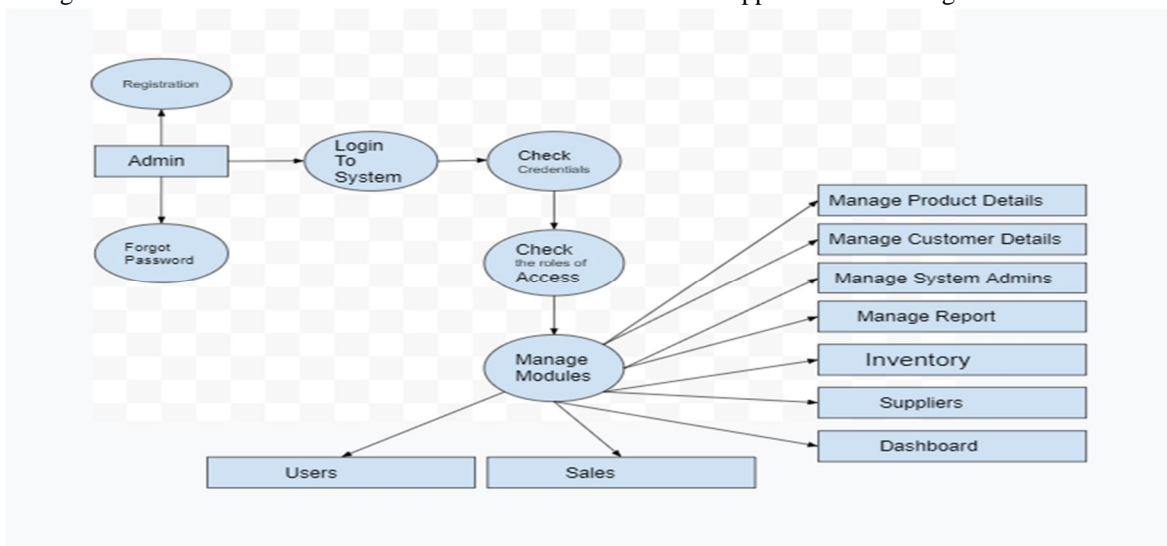 Registration
Admin
Login
To
System
Check
Credentials
Forgot
Password
Check
the roles of
Access
Manage
Modules
Manage Product Details
Manage Customer Details
Manage System Admins
Manage Report
Inventory
Suppliers
Dashboard
Users
Sales